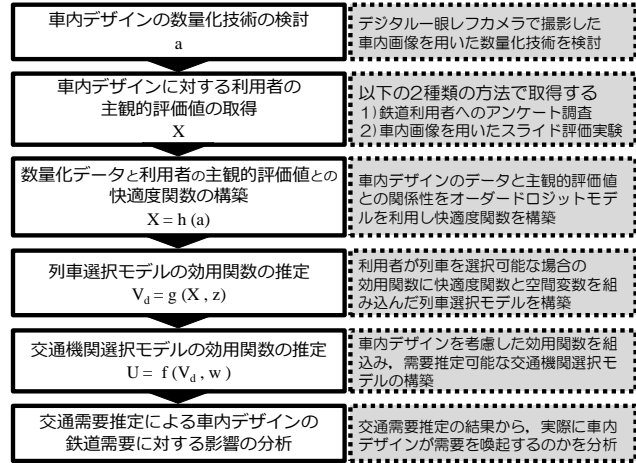 車内デザインの数量化技術の検討
a
デジタル一眼レフカメラで撮影した
車内画像を用いた数量化技術を検討
車内デザインに対する利用者の
主観的評価値の取得
X
以下の2種類の方法で取得する
1)鉄道利用者へのアンケート調査
2)車内画像を用いたスライド評価実験
数量化データと利用者の主観的評価値との
快適度関数の構築
X = h (a)
車内デザインのデータと主観的評価値
との関係性をオーダードロジットモデ
ルを利用し快適度関数を構築
列車選択モデルの効用関数の推定
Vd = g (X , z)
利用者が列車を選択可能な場合の
効用関数に快適度関数と空間変数を組
み込んだ列車選択モデルを構築
交通機関選択モデルの効用関数の推定
U = f (Vd , w )
車内デザインを考慮した効用関数を組
込み，需要推定可能な交通機関選択モ
デルの構築
交通需要推定による車内デザインの
鉄道需要に対する影響の分析
交通需要推定の結果から，実際に車内
デザインが需要を喚起するのかを分析